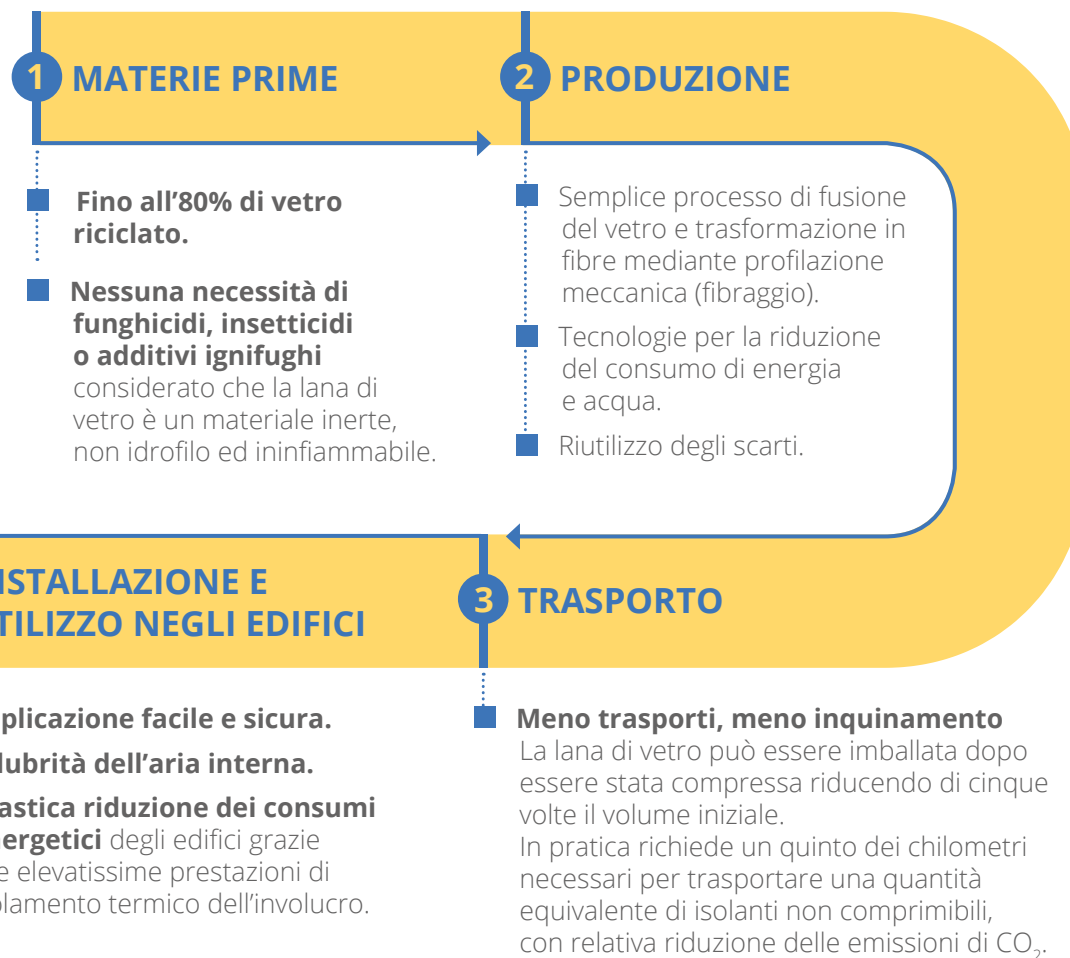 1 MATERIE PRIME
Fino all’80% di vetro
riciclato.
Nessuna necessità di
funghicidi, insetticidi
o additivi ignifughi
considerato che la lana di
vetro è un materiale inerte,
non idrofilo ed ininfiammabile.
2 PRODUZIONE
Semplice processo di fusione
del vetro e trasformazione in
fibre mediante profilazione
meccanica (fibraggio).
Tecnologie per la riduzione
del consumo di energia
e acqua.
Riutilizzo degli scarti.
3 TRASPORTO
Meno trasporti, meno inquinamento
La lana di vetro può essere imballata dopo
essere stata compressa riducendo di cinque
volte il volume iniziale.
In pratica richiede un quinto dei chilometri
necessari per trasportare una quantità
equivalente di isolanti non comprimibili,
con relativa riduzione delle emissioni di CO₂.
NSTALLAZIONE E
TILIZZO NEGLI EDIFICI
plicazione facile e sicura.
lubrità dell’aria interna.
astica riduzione dei consumi
nergetici degli edifici grazie
e elevatissime prestazioni di
olamento termico dell’involucro.